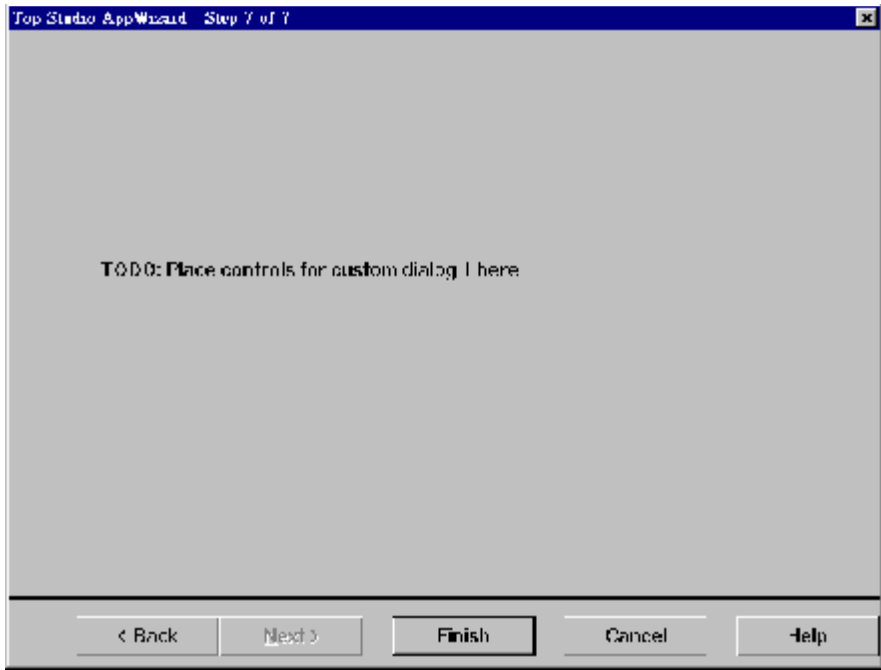 Top Studio AppWizard Step 7 of 7
TODO: Place controls for custom dialog 1 here
< Back
Next >
Finish
Cancel
Help